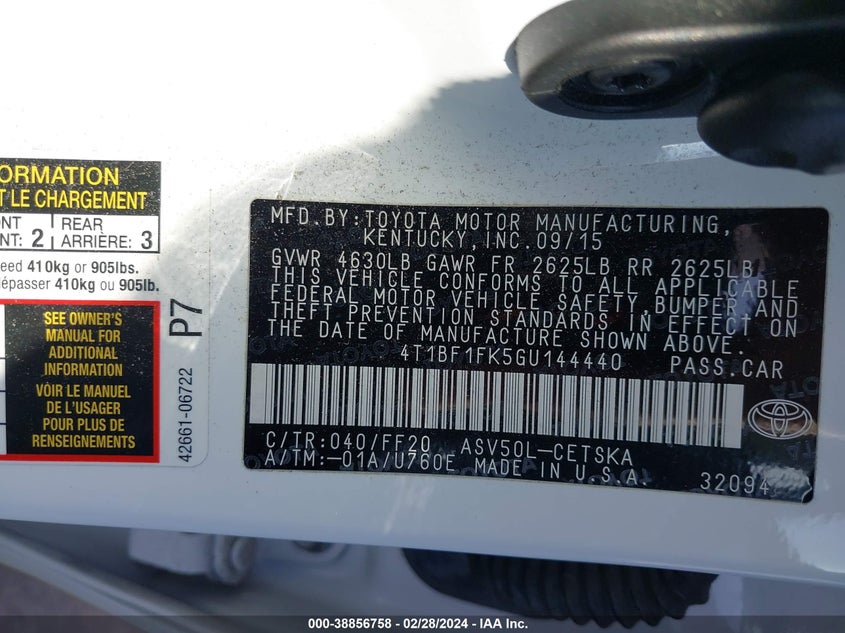 ORMATION
T LE CHARGEMENT
ONT
NT: 2
REAR
ARRIÈRE: 3
eed 410kg or 905lbs.
dépasser 410 kg ou 905lb.
SEE OWNER'S
MANUAL FOR
ADDITIONAL
INFORMATION
VOIR LE MANUEL
DE L'USAGER
POUR PLUS DE
RENSEIGNEMENTS
42661-06722
P7
MFD.BY:TOYOTA MOTOR MANUFACTURING,
KENTUCKY,INC.09/15
GVWR 4630LB GAWR FR 2625LB RR 2625LB
THIS VEHICLE CONFORMS TO ALL APPLICABLE
FEDERAL MOTOR VEHICLE SAFETY,BUMPER,AND
THEFT PREVENTION STANDARDS IN EFFECT ON
THE DATE OF MANUFACTURE SHOWN ABOVE.
4T1BF1FK5GU144440 PASS.CAR
C/TR:040/FF20 ASV50L-CETSKA
A/TM:-01A/U760E MADE IN U.S.A.
32094
000-38856758 - 02/28/2024 - IAA Inc.